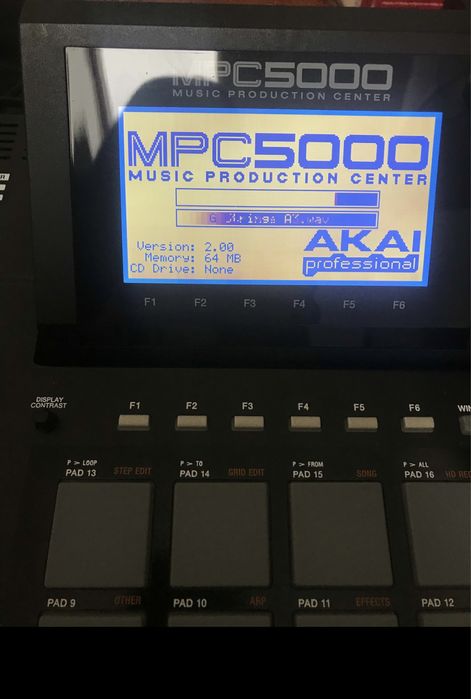 MPC5000
MUSIC PRODUCTION CENTER
MPC5000
MUSIC PRODUCTION CENTER
Strings
.wav
Version: 2.00
Memory: 64 MB
CD Drive: None
AKAI
professional
F1 F2 F3 F4 F5 F6
DISPLAY
CONTRAST
F1 F2 F3 F4 F5 F6
P > LOOP P > TO P > FROM P > ALL
PAD 13 STEP EDIT PAD 14 GRID EDIT PAD 15 SONG PAD 16 HD
PAD 9 OTHER PAD 10 ARP PAD 11 EFFECTS PAD 12